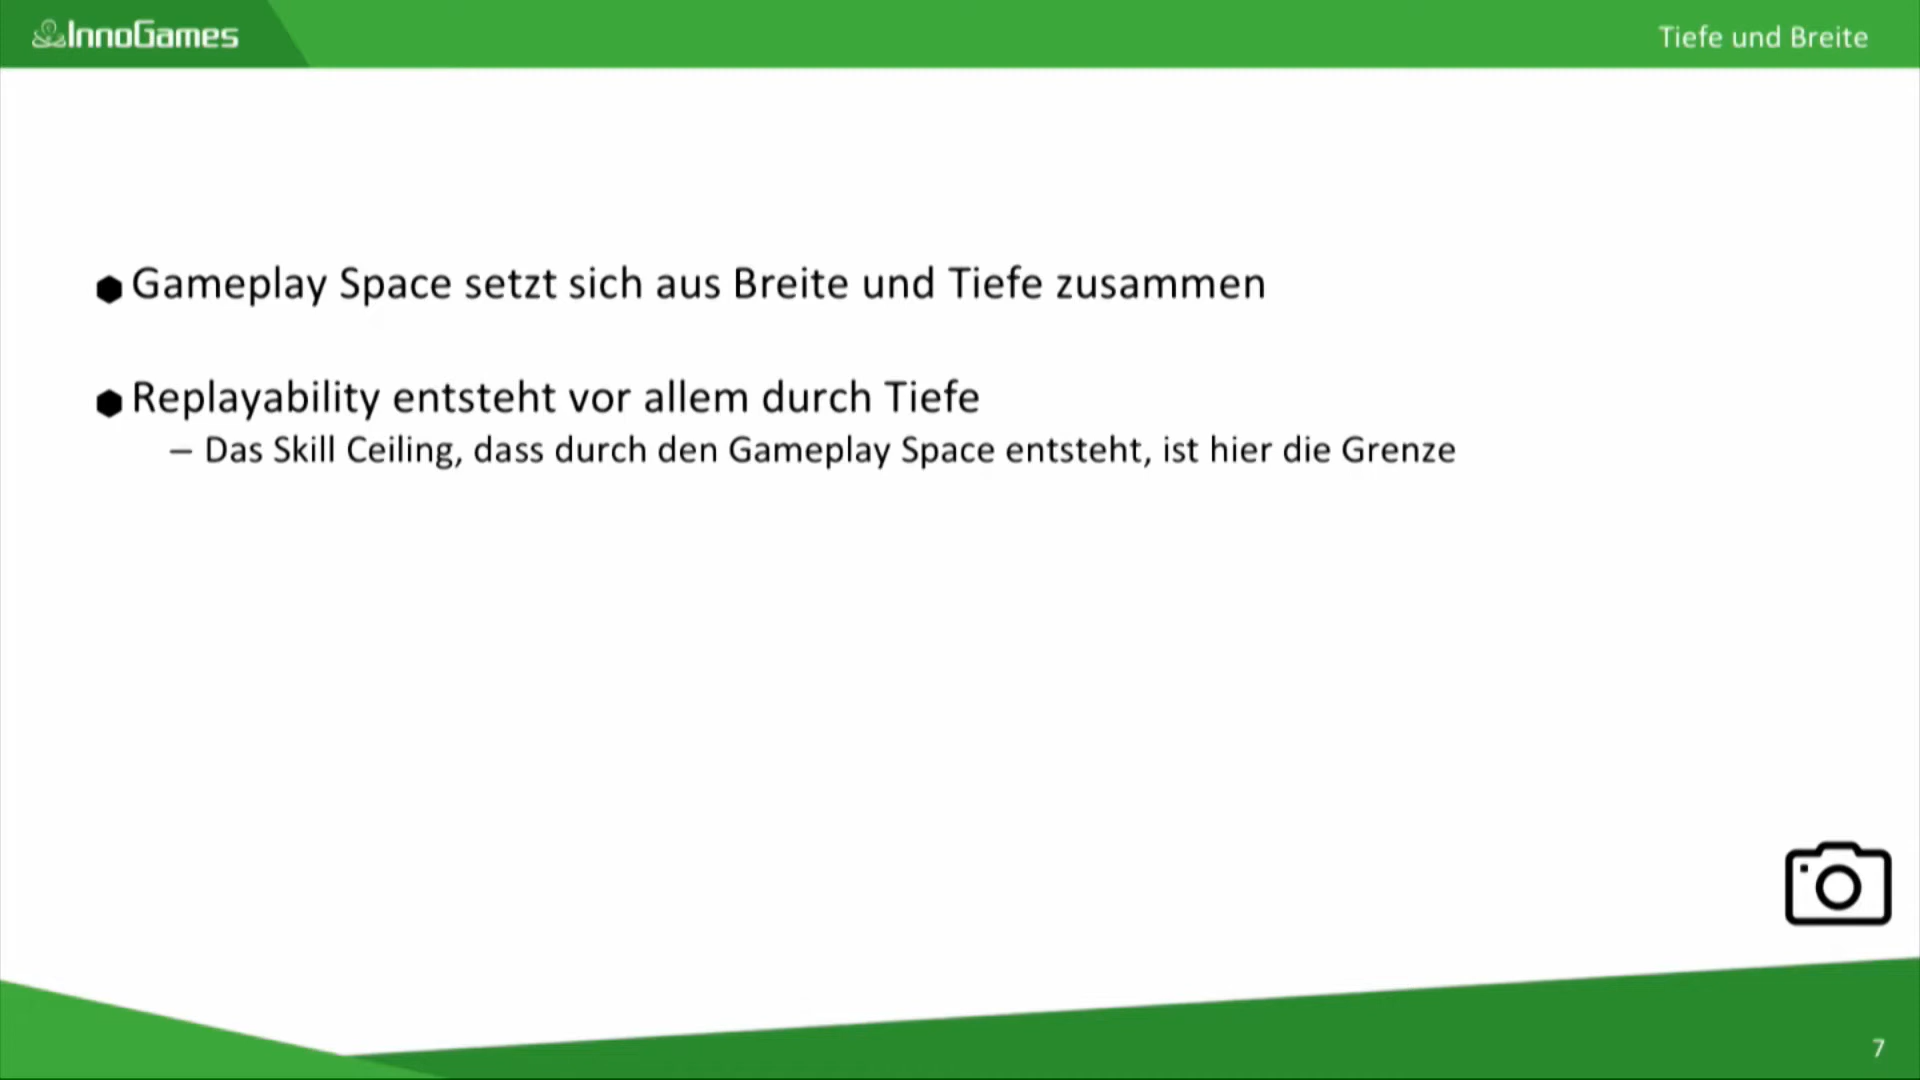 InnoGames
Tiefe und Breite
Gameplay Space setzt sich aus Breite und Tiefe zusammen
Replayability entsteht vor allem durch Tiefe
– Das Skill Ceiling, dass durch den Gameplay Space entsteht, ist hier die Grenze
7